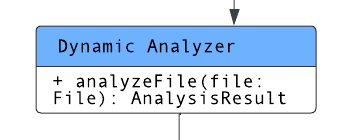 Dynamic Analyzer
+ analyzeFile(file:
File): AnalysisResult